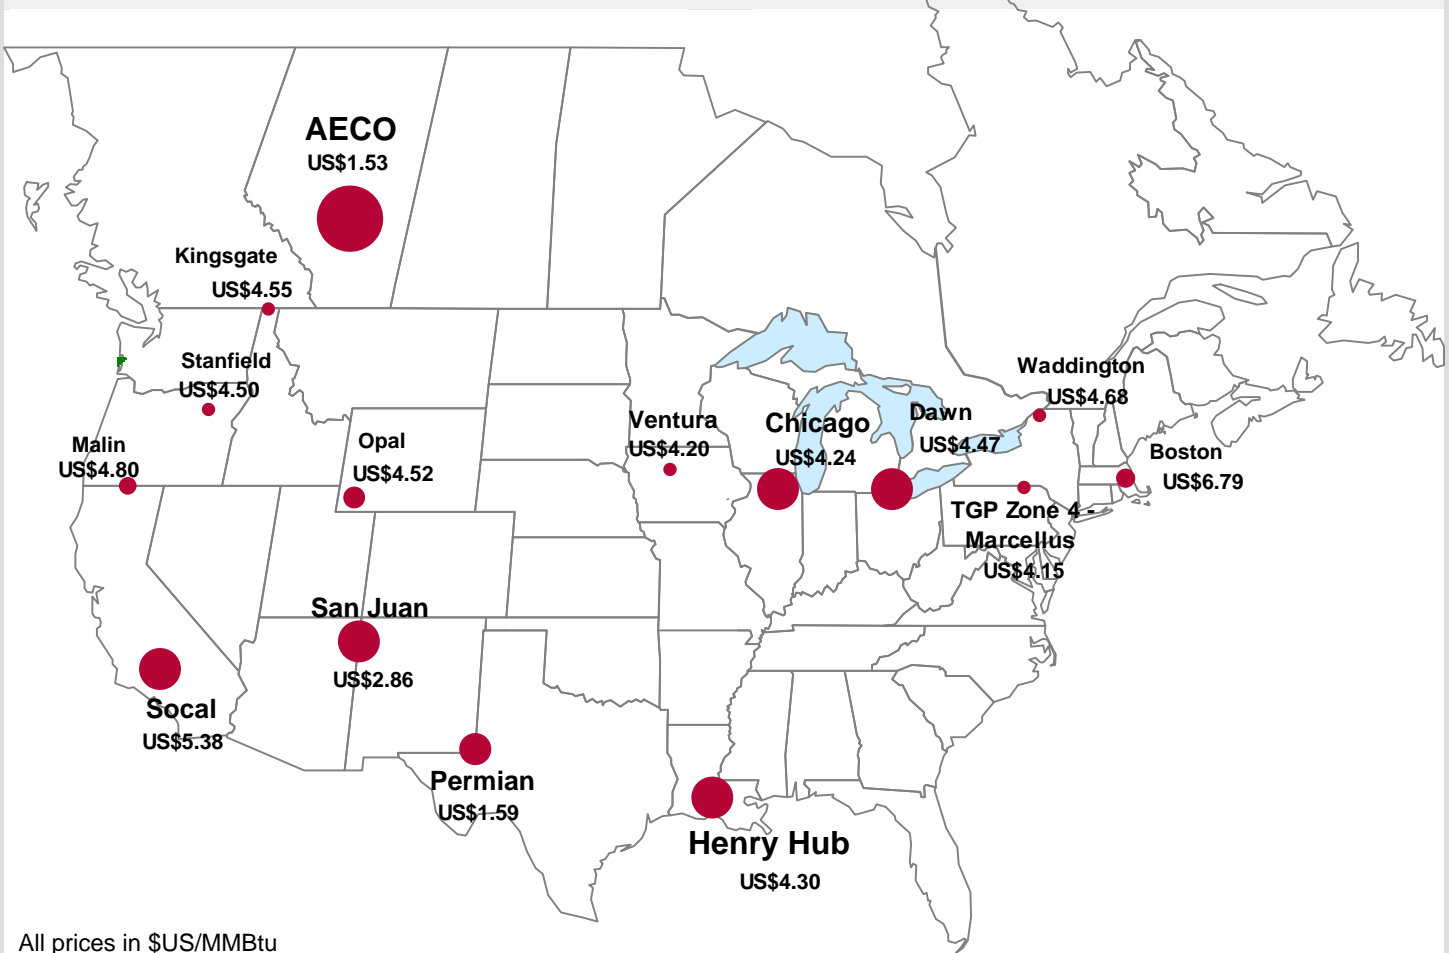 AECO
US$1.53
Kingsgate
US$4.55
Stanfield
US$4.50
Malin
US$4.80
Opal
US$4.52
Ventura
US$4.20
Chicago
US$4.24
Dawn
US$4.47
Waddington
US$4.68
Boston
US$6.79
TGP Zone 4 -
Marcellus
US$4.15
San Juan
US$2.86
Socal
US$5.38
Permian
US$1.59
Henry Hub
US$4.30
All prices in $US/MMBtu